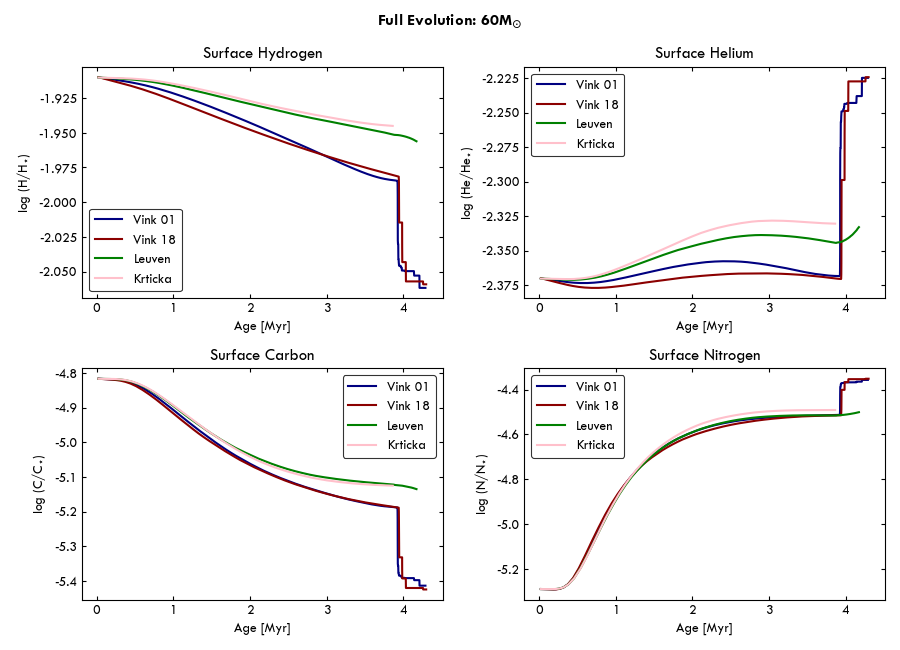 Full Evolution: 60M⊙
Surface Hydrogen
log (H/H⋆)
-1.925
-1.950
-1.975
-2.000
-2.025
-2.050
Vink 01
Vink 18
Leuven
Krticka
0 1 2 3 4
Age [Myr]
Surface Helium
log (He/He⋆)
-2.225
-2.250
-2.275
-2.300
-2.325
-2.350
-2.375
Vink 01
Vink 18
Leuven
Krticka
0 1 2 3 4
Age [Myr]
Surface Carbon
log (C/C⋆)
-4.8
-4.9
-5.0
-5.1
-5.2
-5.3
-5.4
Vink 01
Vink 18
Leuven
Krticka
0 1 2 3 4
Age [Myr]
Surface Nitrogen
log (N/N⋆)
-4.4
-4.6
-4.8
-5.0
-5.2
Vink 01
Vink 18
Leuven
Krticka
0 1 2 3 4
Age [Myr]